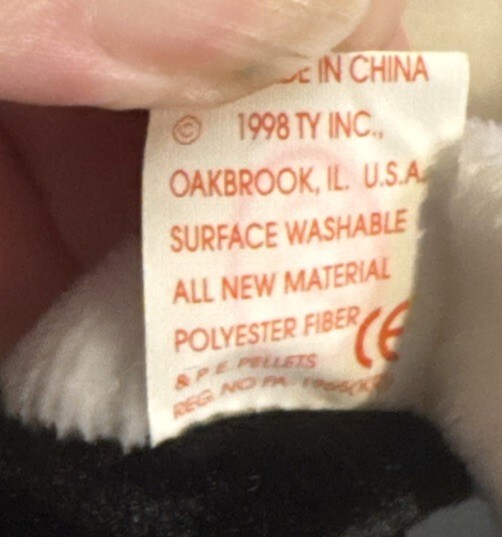 DE IN CHINA
© 1998 TY INC.,
OAKBROOK, IL. U.S.A.
SURFACE WASHABLE
ALL NEW MATERIAL
POLYESTER FIBER CE
& P.E. PELLETS
REG. NO PA.